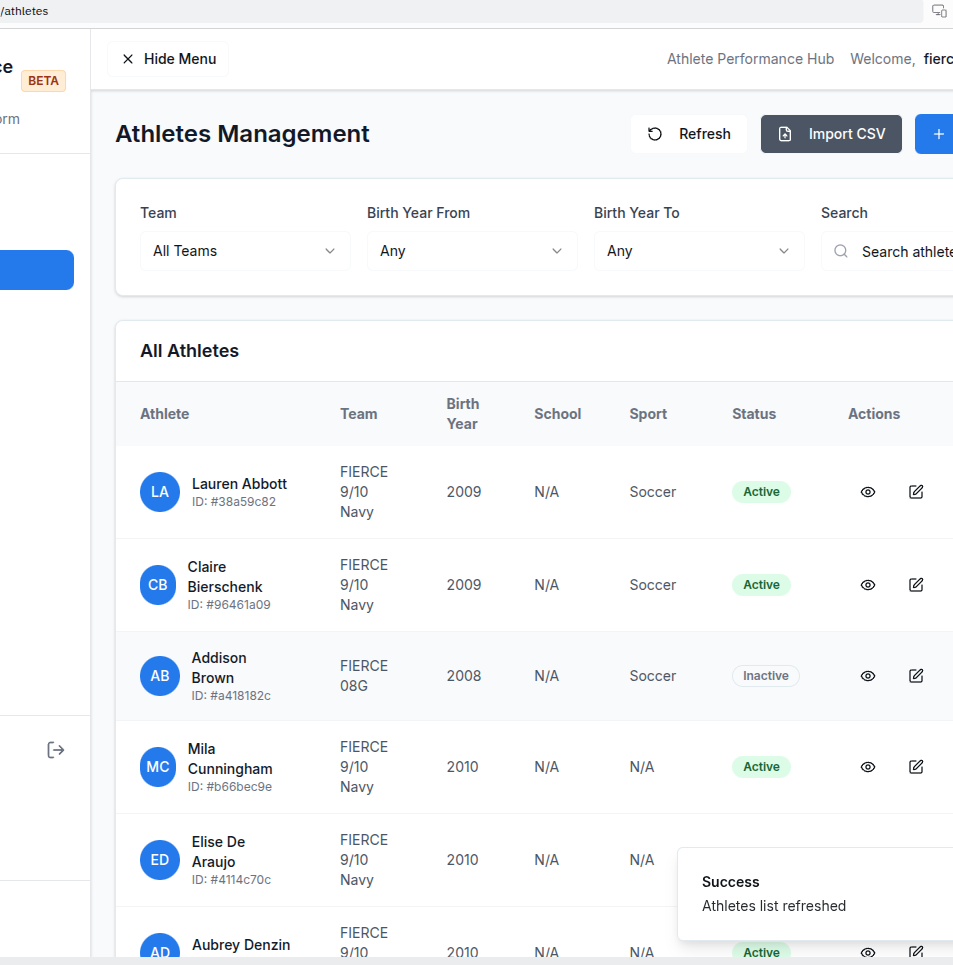 /athletes
ce
BETA
orm
Hide Menu
Athlete Performance Hub Welcome, fierc
Athletes Management
Refresh
Import CSV
Team
Birth Year From
Birth Year To
Search
All Teams
Any
Any
Search athlete
All Athletes
Athlete
Team
Birth
Year
School
Sport
Status
Actions
LA
Lauren Abbott
ID: #38a59c82
FIERCE
9/10
Navy
2009
N/A
Soccer
Active
CB
Claire
Bierschenk
ID: #96461a09
FIERCE
9/10
Navy
2009
N/A
Soccer
Active
AB
Addison
Brown
ID: #a418182c
FIERCE
08G
2008
N/A
Soccer
Inactive
MC
Mila
Cunningham
ID: #b66bec9e
FIERCE
9/10
Navy
2010
N/A
N/A
Active
ED
Elise De
Araujo
ID: #4114c70c
FIERCE
9/10
Navy
2010
N/A
N/A
AD
Aubrey Denzin
FIERCE
9/10
2010
N/A
N/A
Active
Success
Athletes list refreshed